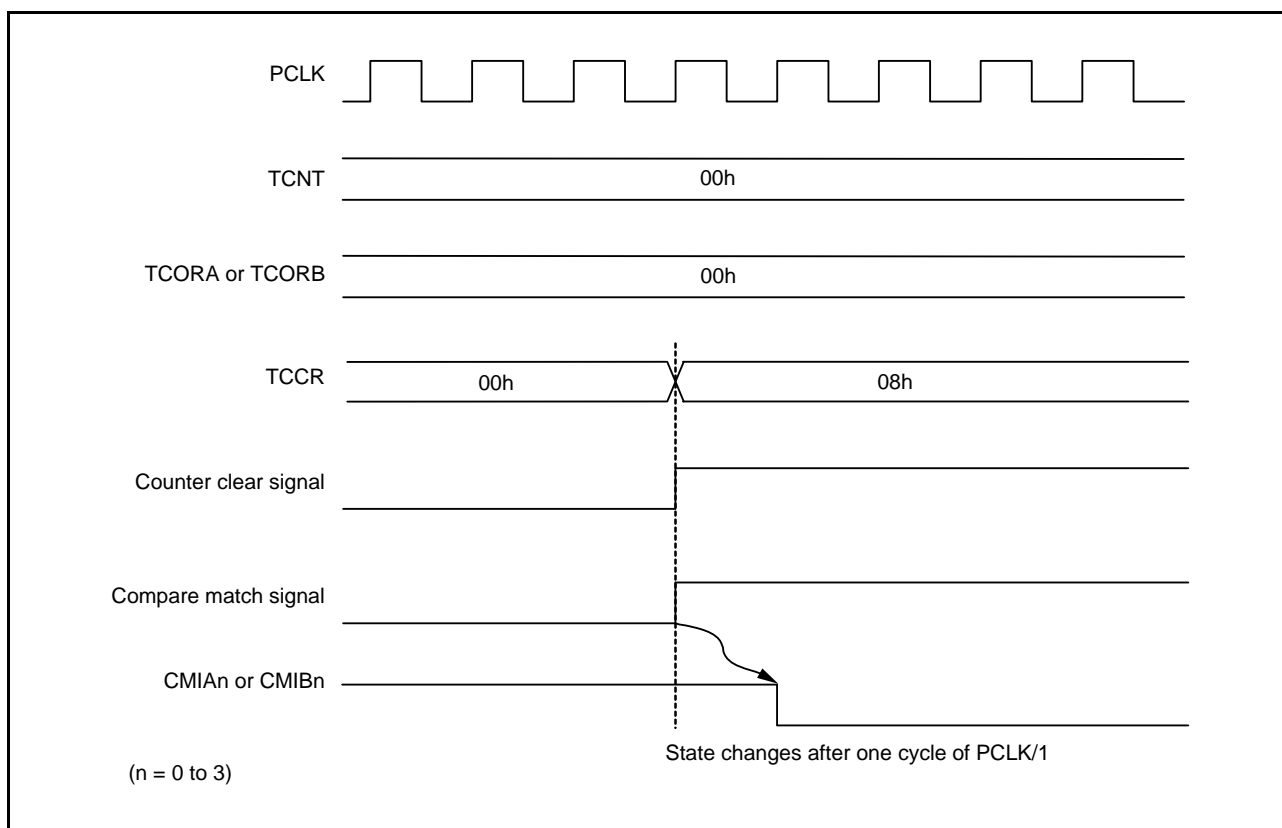 PCLK
TCNT
00h
TCORA or TCORB
00h
TCCR
00h
08h
Counter clear signal
Compare match signal
CMIAn or CMIBn
State changes after one cycle of PCLK/1
(n = 0 to 3)